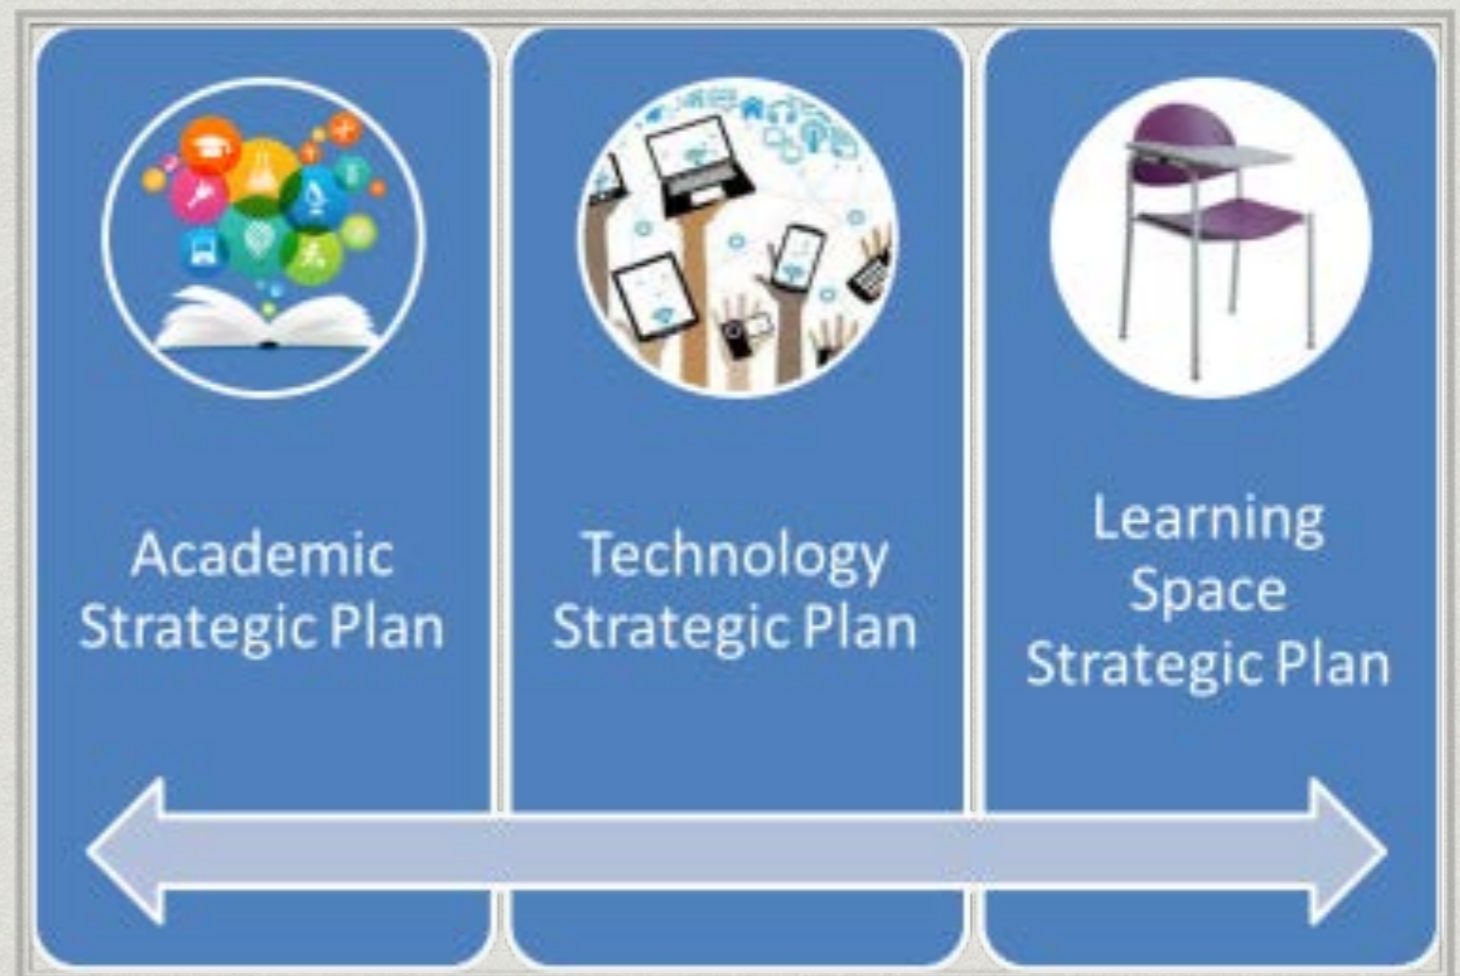 Academic
Strategic Plan
Technology
Strategic Plan
Learning
Space
Strategic Plan